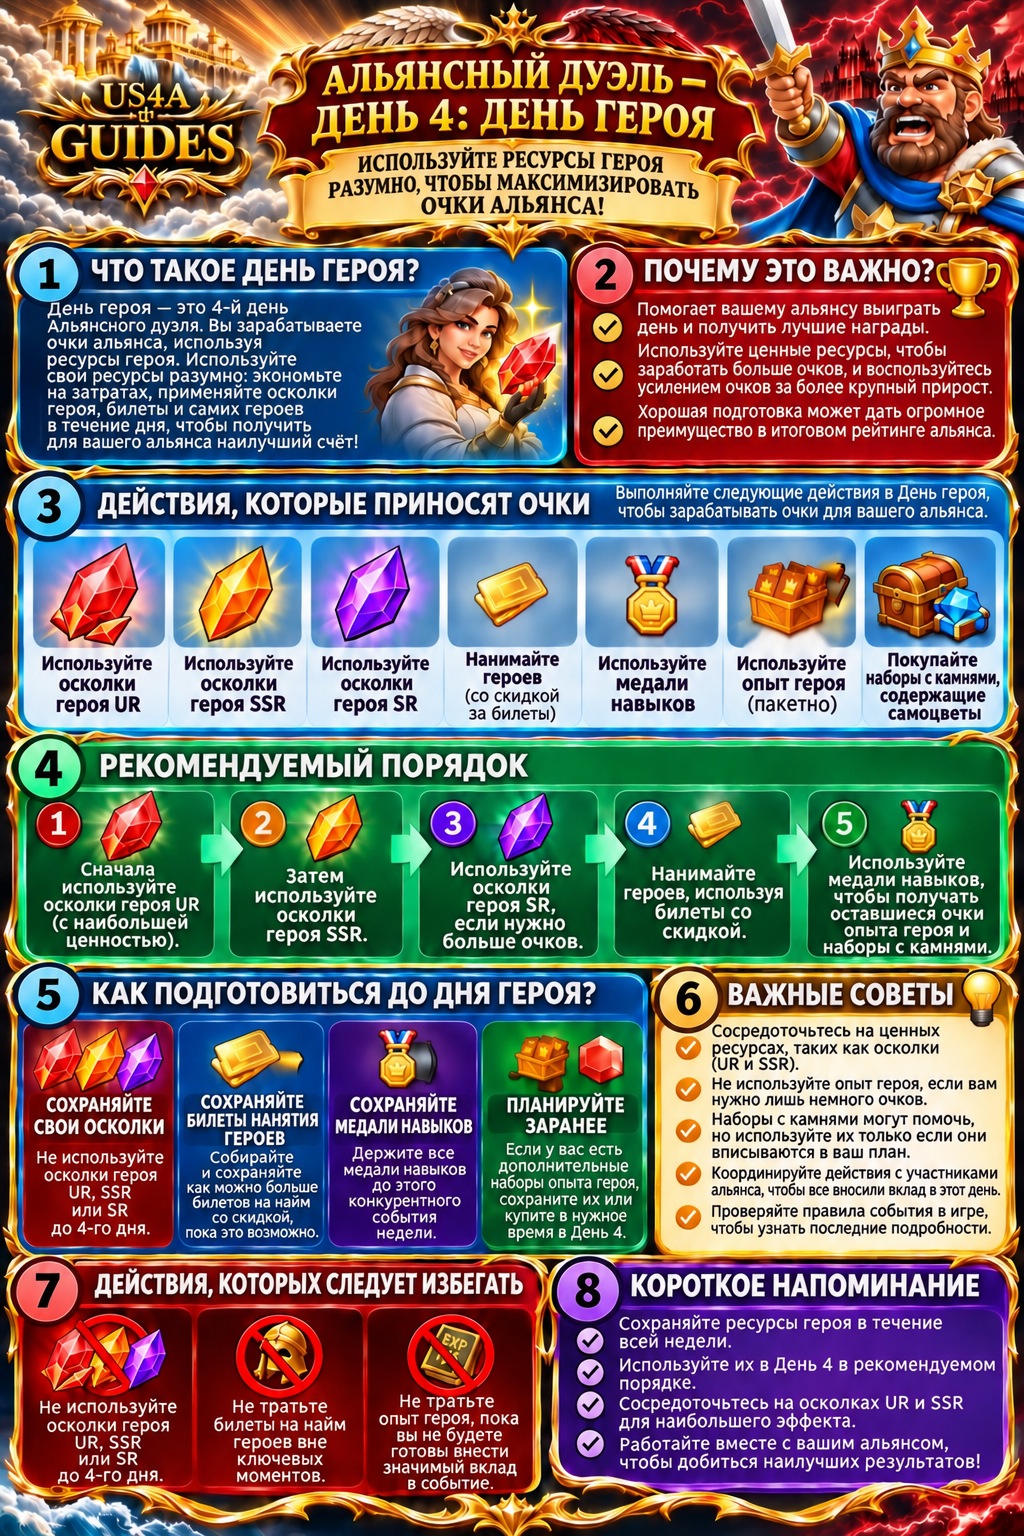 US4A
GUIDES
АЛЬЯНСНЫЙ ДУЭЛЬ –
ДЕНЬ 4: ДЕНЬ ГЕРОЯ
ИСПОЛЬЗУЙТЕ РЕСУРСЫ ГЕРОЯ
РАЗУМНО, ЧТОБЫ МАКСИМИЗИРОВАТЬ
ОЧКИ АЛЬЯНСА!
1 ЧТО ТАКОЕ ДЕНЬ ГЕРОЯ?
День героя — это 4-й день
Альянсного дуэля. Вы зарабатываете
очки альянса, используя
ресурсы героя. Используйте
свои ресурсы разумно: экономьте
на затратах, применяйте осколки
героя, билеты и самих героев
в течение дня, чтобы получить
для вашего альянса наилучший счёт!
2 ПОЧЕМУ ЭТО ВАЖНО?
Помогает вашему альянсу выиграть
день и получить лучшие награды.
Используйте ценные ресурсы, чтобы
заработать больше очков, и воспользуйтесь
усилением очков за более крупный прирост.
Хорошая подготовка может дать огромное
преимущество в итоговом рейтинге альянса.
3 ДЕЙСТВИЯ, КОТОРЫЕ ПРИНОСЯТ ОЧКИ
Выполняйте следующие действия в День героя,
чтобы зарабатывать очки для вашего альянса.
Используйте
осколки
героя UR
Используйте
осколки
героя SSR
Используйте
осколки
героя SR
Нанимайте
героев
(со скидкой
за билеты)
Используйте
медали
навыков
Используйте
опыт героя
(пакетно)
Покупайте
наборы с камнями,
содержащие
самоцветы
4 РЕКОМЕНДУЕМЫЙ ПОРЯДОК
1
Сначала
используйте
осколки героя UR
(с наибольшей
ценностью).
2
Затем
используйте
осколки
героя SSR.
3
Используйте
осколки
героя SR,
если нужно
больше очков.
4
Нанимайте
героев, используя
билеты со
скидкой.
5
Используйте
медали навыков,
чтобы получать
оставшиеся очки
опыта героя и
наборы с камнями.
5 КАК ПОДГОТОВИТЬСЯ ДО ДНЯ ГЕРОЯ?
СОХРАНЯЙТЕ
СВОИ ОСКОЛКИ
Не используйте
осколки героя
UR, SSR
или SR
до 4-го дня.
СОХРАНЯЙТЕ
БИЛЕТЫ НАНЯТИЯ
ГЕРОЕВ
Собирайте
и сохраняйте
как можно больше
билетов на найм
со скидкой,
пока это возможно.
СОХРАНЯЙТЕ
МЕДАЛИ НАВЫКОВ
Держите все
медали навыков
до этого
конкурентного
события
недели.
ПЛАНИРУЙТЕ
ЗАРАНЕЕ
Если у вас есть
дополнительные
наборы опыта героя,
сохраните их или
купите в нужное
время в День 4.
6 ВАЖНЫЕ СОВЕТЫ
Сосредоточьтесь на ценных
ресурсах, таких как осколки
(UR и SSR).
Не используйте опыт героя, если вам
нужно лишь немного очков.
Наборы с камнями могут помочь,
но используйте их только если они
вписываются в ваш план.
Координируйте действия с участниками
альянса, чтобы все вносили вклад в этот день.
Проверяйте правила события в игре,
чтобы узнать последние подробности.
7 ДЕЙСТВИЯ, КОТОРЫХ СЛЕДУЕТ ИЗБЕГАТЬ
Не используйте
осколки героя
UR, SSR
или SR
до 4-го дня.
Не тратьте
билеты на найм
героев вне
ключевых
моментов.
EXP
Не тратьте
опыт героя, пока
вы не будете
готовы внести
значимый вклад
в событие.
8 КОРОТКОЕ НАПОМИНАНИЕ
Сохраняйте ресурсы героя в течение
всей недели.
Используйте их в День 4 в рекомендуемом
порядке.
Сосредоточьтесь на осколках UR и SSR
для наибольшего эффекта.
Работайте вместе с вашим альянсом,
чтобы добиться наилучших результатов!